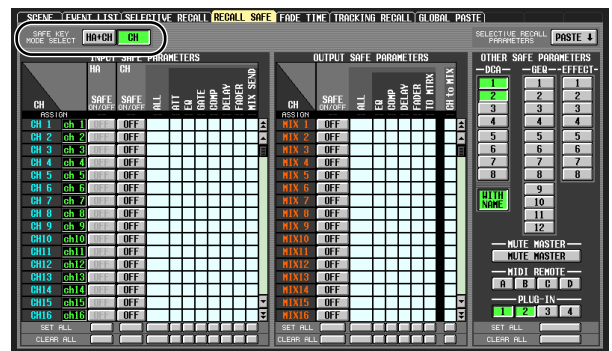 SCENE EVENT LIST SELECTIVE RECALL RECALL SAFE FADE TIME TRACKING RECALL GLOBAL PASTE
SAFE KEY MODE SELECT HA+CH CH
SELECTIVE RECALL PARAMETERS PASTE
INPUT SAFE PARAMETERS
HA CH
SAFE ON/OFF SAFE ON/OFF ALL ATT EQ GATE COMP DELAY FADER MIX SEND
CH
ASSIGN
CH 1 ch 1 OFF
CH 2 ch 2 OFF
CH 3 ch 3 OFF
CH 4 ch 4 OFF
CH 5 ch 5 OFF
CH 6 ch 6 OFF
CH 7 ch 7 OFF
CH 8 ch 8 OFF
CH 9 ch 9 OFF
CH10 ch10 OFF
CH11 ch11 OFF
CH12 ch12 OFF
CH13 ch13 OFF
CH14 ch14 OFF
CH15 ch15 OFF
CH16 ch16 OFF
SET ALL
CLEAR ALL
OUTPUT SAFE PARAMETERS
SAFE ON/OFF ALL EQ COMP DELAY FADER TO MTRX CH to MIX
CH
ASSIGN
MIX 1 OFF
MIX 2 OFF
MIX 3 OFF
MIX 4 OFF
MIX 5 OFF
MIX 6 OFF
MIX 7 OFF
MIX 8 OFF
MIX 9 OFF
MIX10 OFF
MIX11 OFF
MIX12 OFF
MIX13 OFF
MIX14 OFF
MIX15 OFF
MIX16 OFF
SET ALL
CLEAR ALL
OTHER SAFE PARAMETERS
DCA GEQ EFFECT
1 1 1
2 2 2
3 3 3
4 4 4
5 5 5
6 6 6
7 7 7
8 8 8
WITH NAME
9
10
11
12
MUTE MASTER
MUTE MASTER
MIDI REMOTE
A B C D
PLUG-IN
1 2 3 4
SET ALL
CLEAR ALL